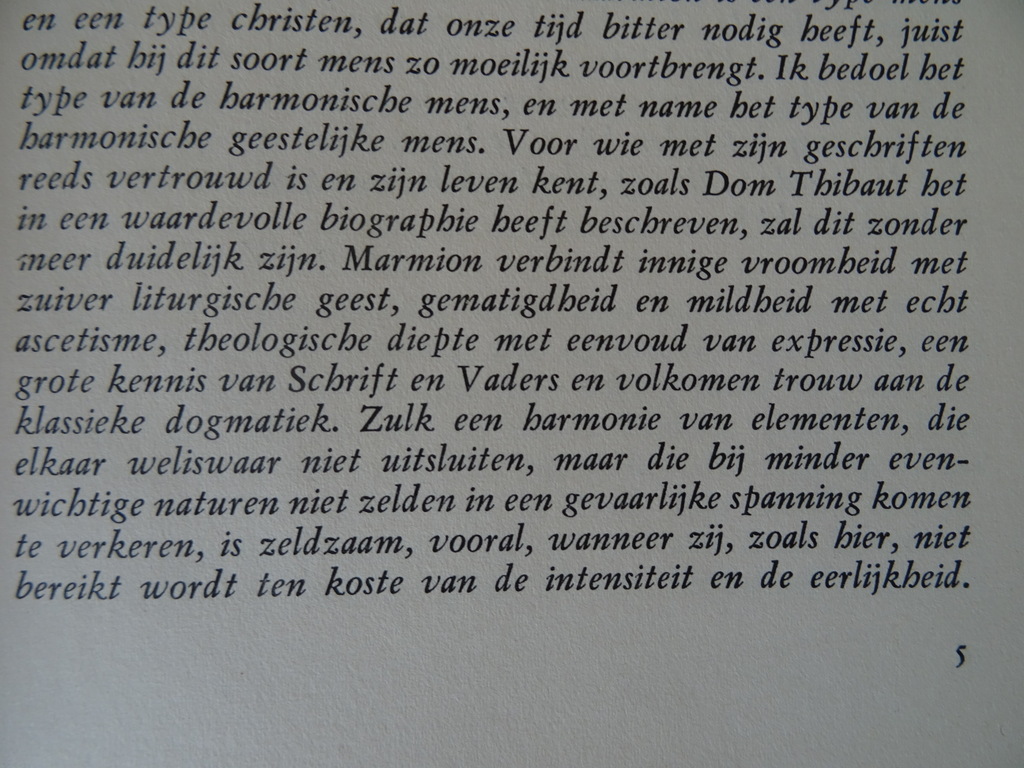 en een type christen, dat onze tijd bitter nodig heeft, juist
omdat hij dit soort mens zo moeilijk voortbrengt. Ik bedoel het
type van de harmonische mens, en met name het type van de
harmonische geestelijke mens. Voor wie met zijn geschriften
reeds vertrouwd is en zijn leven kent, zoals Dom Thibaut het
in een waardevolle biographie heeft beschreven, zal dit zonder
meer duidelijk zijn. Marmion verbindt innige vroomheid met
zuiver liturgische geest, gematigdheid en mildheid met echt
ascetisme, theologische diepte met eenvoud van expressie, een
grote kennis van Schrift en Vaders en volkomen trouw aan de
klassieke dogmatiek. Zulk een harmonie van elementen, die
elkaar weliswaar niet uitsluiten, maar die bij minder even-
wichtige naturen niet zelden in een gevaarlijke spanning komen
te verkeren, is zeldzaam, vooral, wanneer zij, zoals hier, niet
bereikt wordt ten koste van de intensiteit en de eerlijkheid.
5